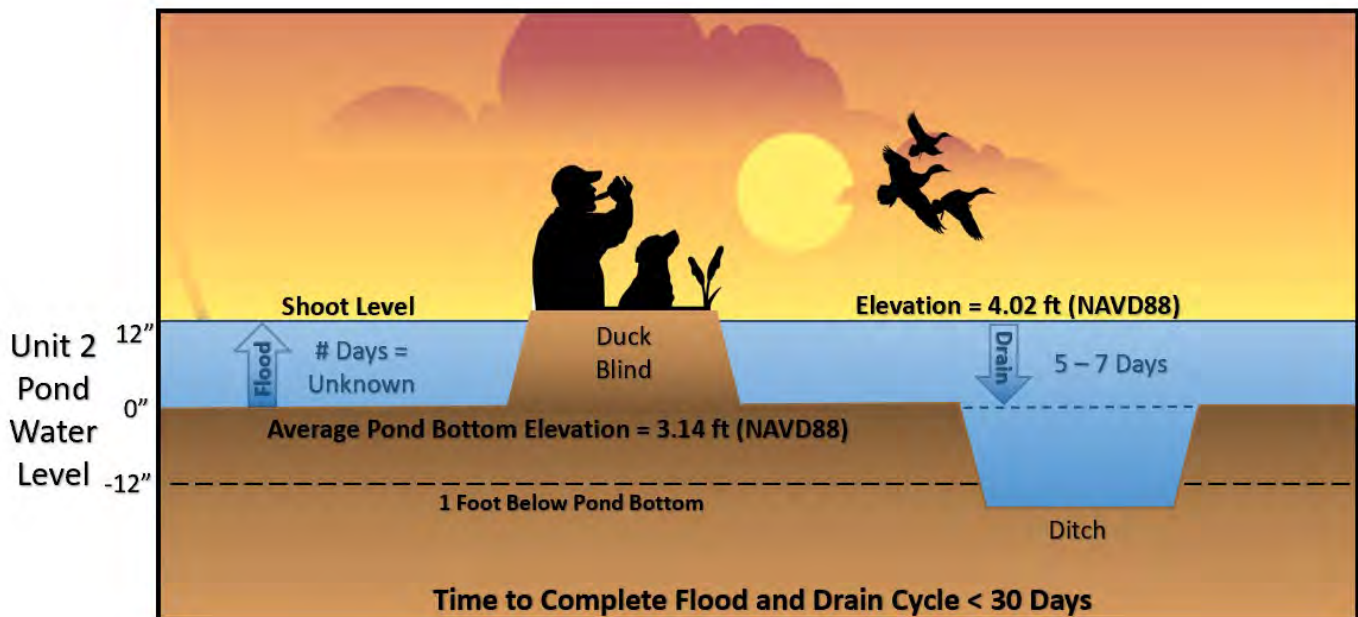 Shoot Level
Elevation = 4.02 ft (NAVD88)
Unit 2
Pond
Water
Level
12”
0”
-12”
Flood
# Days =
Unknown
Duck
Blind
Drain
5 – 7 Days
Average Pond Bottom Elevation = 3.14 ft (NAVD88)
1 Foot Below Pond Bottom
Ditch
Time to Complete Flood and Drain Cycle < 30 Days